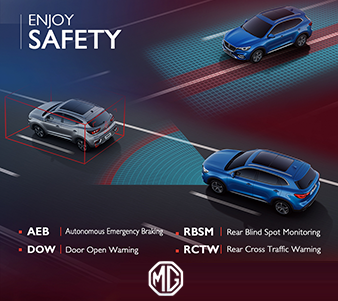 ENJOY
SAFETY
AEB | Autonomous Emergency Braking
RBSM | Rear Blind Spot Monitoring
DOW | Door Open Warning
RCTW | Rear Cross Traffic Warning
MG